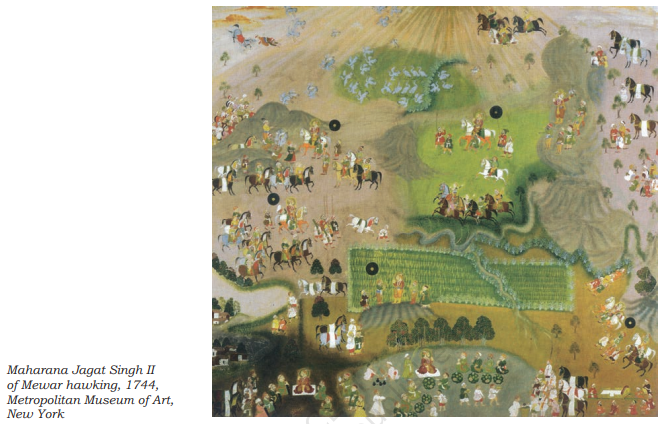 Maharana Jagat Singh II
of Mewar hawking, 1744,
Metropolitan Museum of Art,
New York